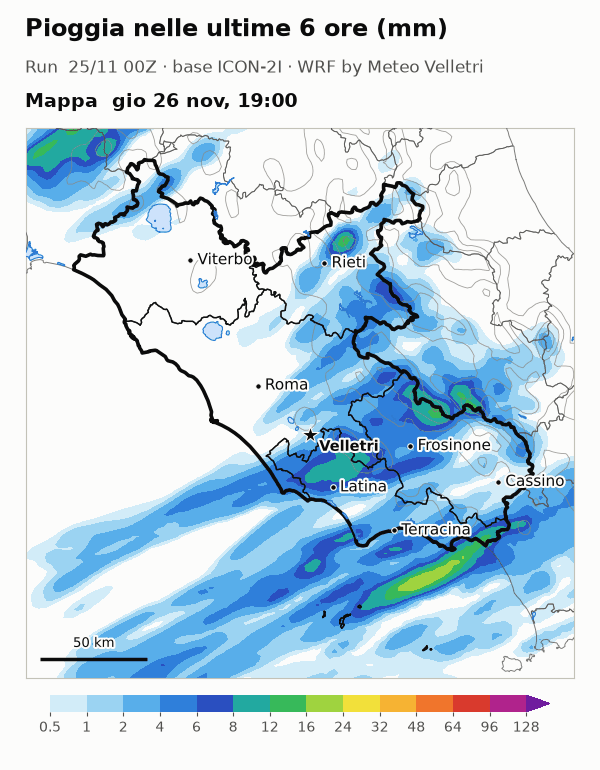 Pioggia nelle ultime 6 ore (mm)
Run  25/11 00Z · base ICON-2I · WRF by Meteo Velletri
Mappa  gio 26 nov, 19:00
Viterbo
Rieti
Roma
Velletri
Frosinone
Latina
Cassino
Terracina
50 km
0.5 1 2 4 6 8 12 16 24 32 48 64 96 128